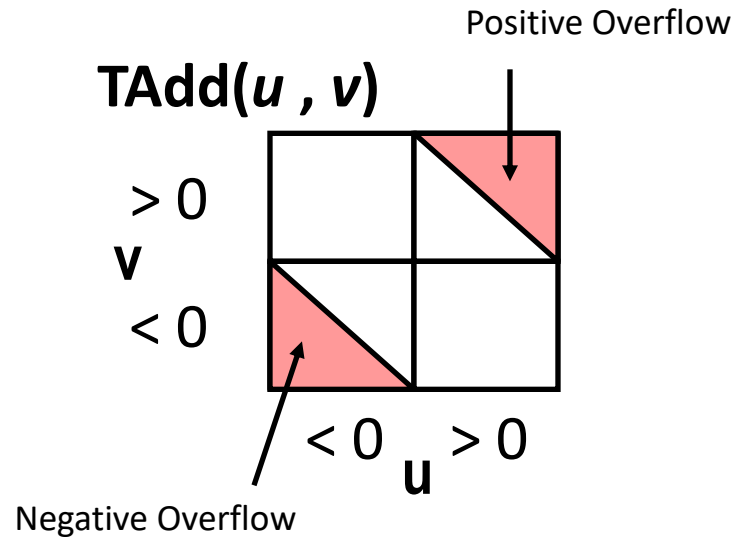 Positive Overflow
TAdd(u , v)
> 0
v
< 0
< 0 > 0
u
Negative Overflow